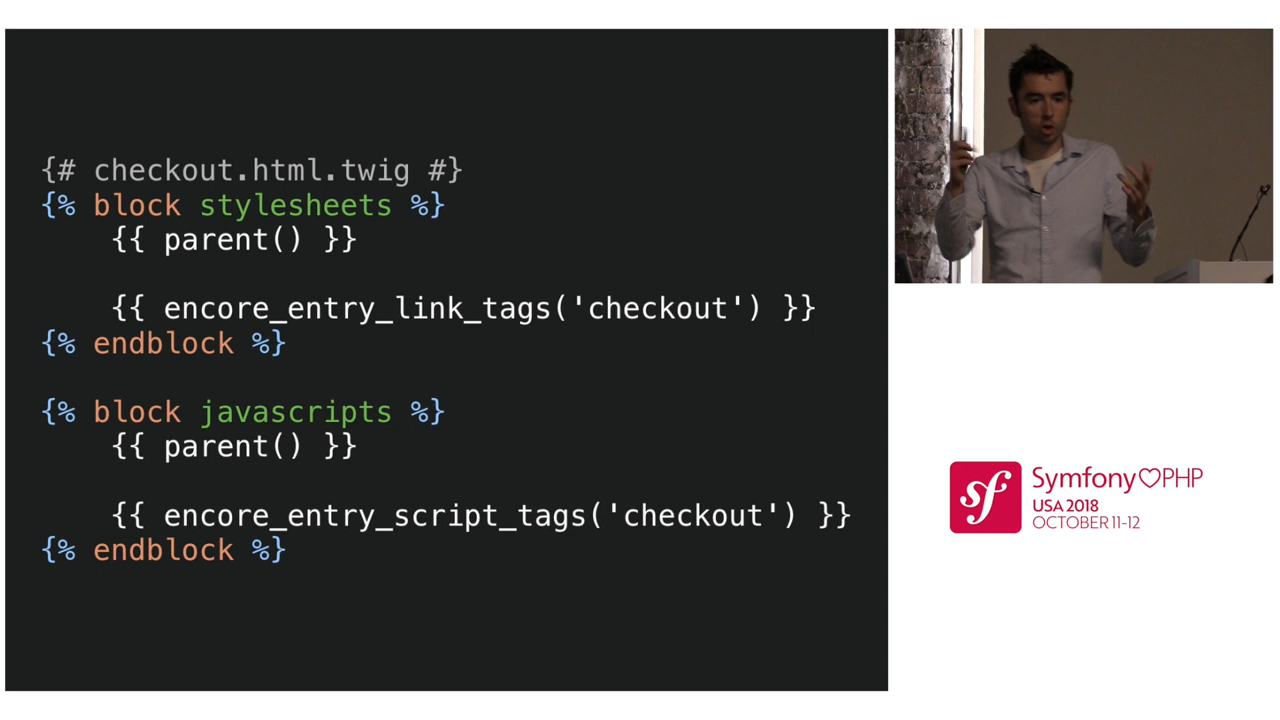 {# checkout.html.twig #}
{% block stylesheets %}
{{ parent() }}
{{ encore_entry_link_tags('checkout') }}
{% endblock %}
{% block javascripts %}
{{ parent() }}
{{ encore_entry_script_tags('checkout') }}
{% endblock %}
sf
Symfony♡PHP
USA 2018
OCTOBER 11-12